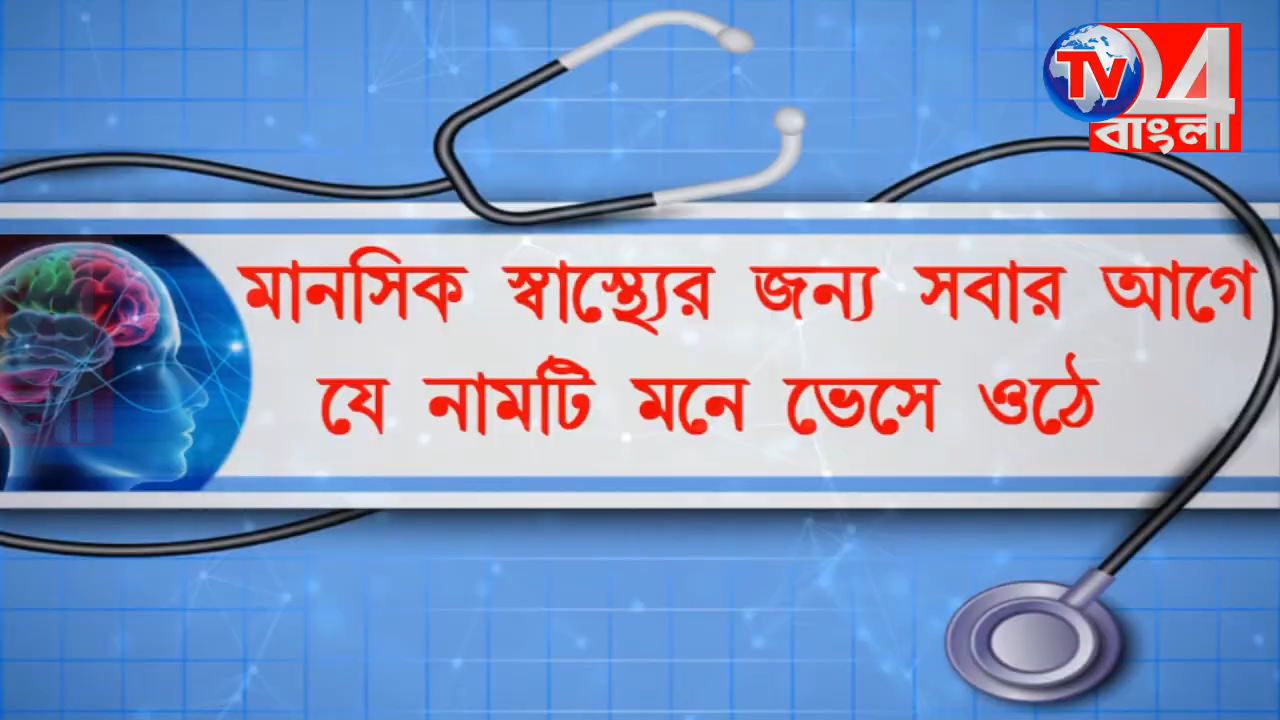 TV 24
বাংলা
মানসিক স্বাস্থ্যের জন্য সবার আগে
যে নামটি মনে ভেসে ওঠে